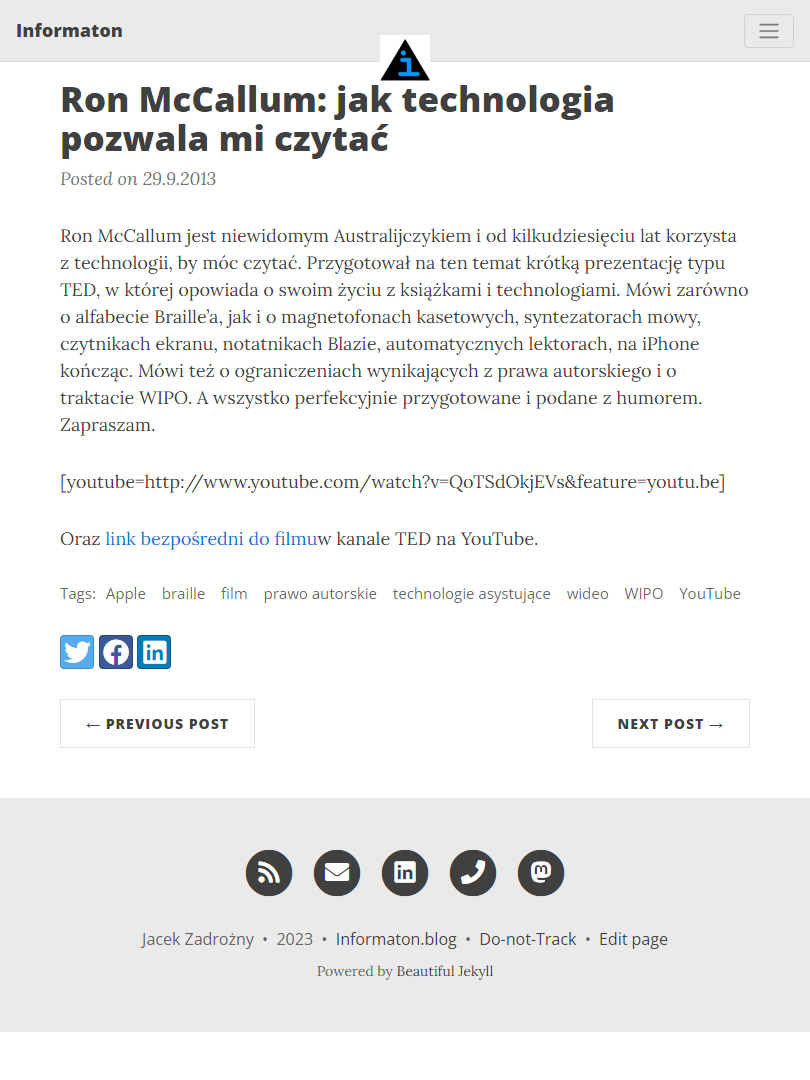 Informaton
i
Ron McCallum: jak technologia
pozwala mi czytać
Posted on 29.9.2013
Ron McCallum jest niewidomym Australijczykiem i od kilkudziesięciu lat korzysta
z technologii, by móc czytać. Przygotował na ten temat krótką prezentację typu
TED, w której opowiada o swoim życiu z książkami i technologiami. Mówi zarówno
o alfabecie Braille’a, jak i o magnetofonach kasetowych, syntezatorach mowy,
czytnikach ekranu, notatnikach Blazie, automatycznych lektorach, na iPhone
kończąc. Mówi też o ograniczeniach wynikających z prawa autorskiego i o
traktacie WIPO. A wszystko perfekcyjnie przygotowane i podane z humorem.
Zapraszam.
[youtube=http://www.youtube.com/watch?v=QoTSdOkjEVs&feature=youtu.be]
Oraz link bezpośredni do filmuw kanale TED na YouTube.
Tags: Apple braille film prawo autorskie technologie asystujące wideo WIPO YouTube
← PREVIOUS POST
NEXT POST →
Jacek Zadrożny • 2023 • Informaton.blog • Do-not-Track • Edit page
Powered by Beautiful Jekyll